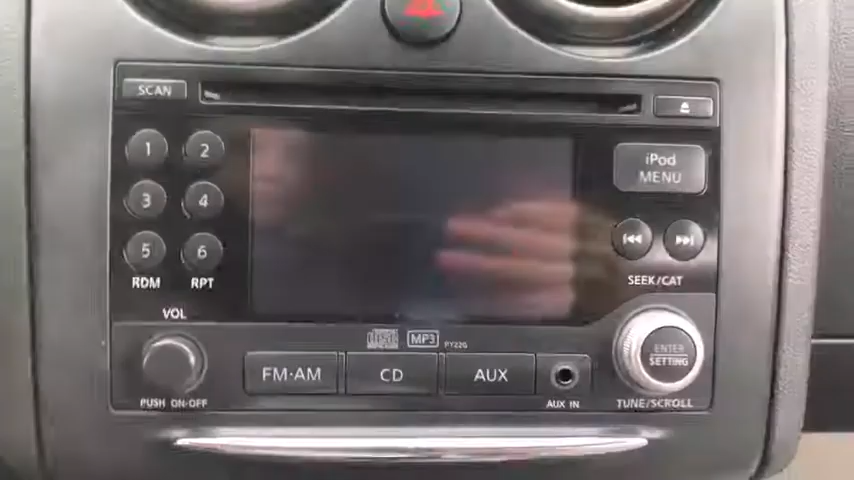 SCAN
1 2
iPod
MENU
3 4
5 6
RDM RPT
SEEK/CAT
VOL
MP3
PY22G
ENTER
SETTING
FM·AM CD AUX
PUSH ON·OFF
AUX IN
TUNE/SCROLL